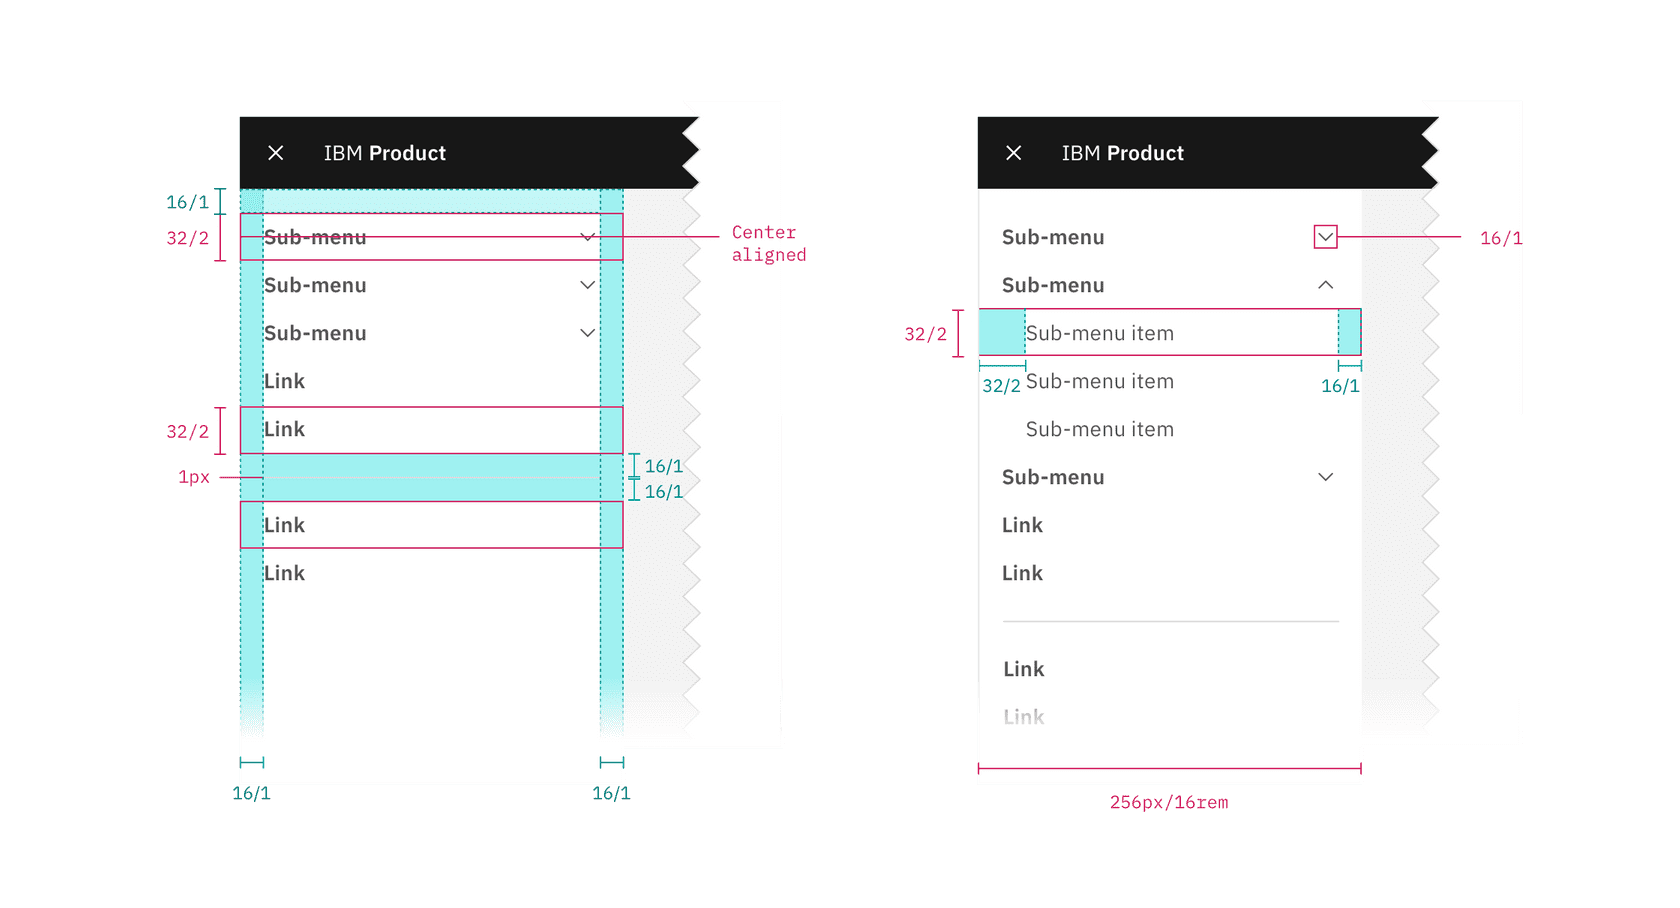 IBM Product
16/1
32/2
Sub-menu
Center
aligned
Sub-menu
Sub-menu
Link
32/2
Link
1px
16/1
16/1
Link
Link
16/1
16/1
IBM Product
Sub-menu
16/1
Sub-menu
32/2
Sub-menu item
32/2
Sub-menu item
16/1
Sub-menu item
Sub-menu
Link
Link
Link
Link
256px/16rem